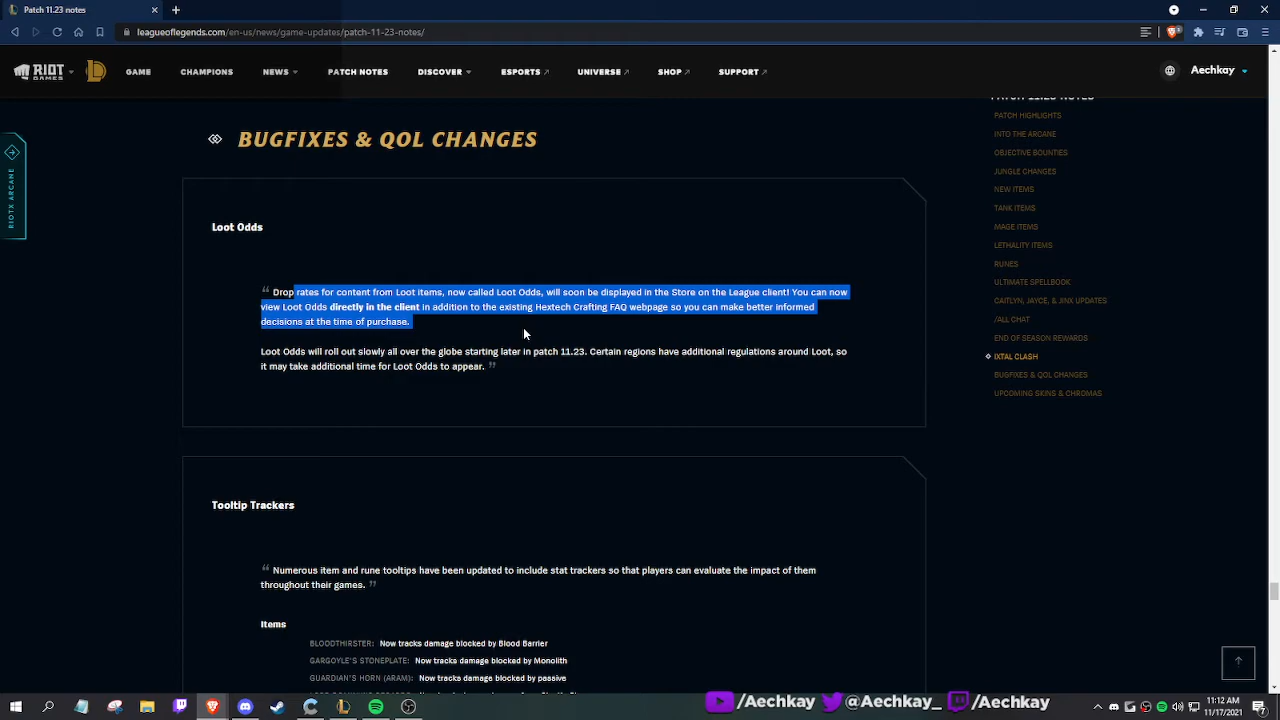 Patch 11.23 notes
leagueoflegends.com/en-us/news/game-updates/patch-11-23-notes/
RIOT GAMES
GAME
CHAMPIONS
NEWS
PATCH NOTES
DISCOVER
ESPORTS
UNIVERSE
SHOP
SUPPORT
Aechkay
RIOTX ARCANE
BUGFIXES & QOL CHANGES
Loot Odds
“ Drop rates for content from Loot items, now called Loot Odds, will soon be displayed in the Store on the League client! You can now
view Loot Odds directly in the client in addition to the existing Hextech Crafting FAQ webpage so you can make better informed
decisions at the time of purchase.
Loot Odds will roll out slowly all over the globe starting later in patch 11.23. Certain regions have additional regulations around Loot, so
it may take additional time for Loot Odds to appear. ”
Tooltip Trackers
“ Numerous item and rune tooltips have been updated to include stat trackers so that players can evaluate the impact of them
throughout their games. ”
Items
BLOODTHIRSTER: Now tracks damage blocked by Blood Barrier
GARGOYLE'S STONEPLATE: Now tracks damage blocked by Monolith
GUARDIAN'S HORN (ARAM): Now tracks damage blocked by passive
PATCH 11.23 NOTES
PATCH HIGHLIGHTS
INTO THE ARCANE
OBJECTIVE BOUNTIES
JUNGLE CHANGES
NEW ITEMS
TANK ITEMS
MAGE ITEMS
LETHALITY ITEMS
RUNES
ULTIMATE SPELLBOOK
CAITLYN, JAYCE, & JINX UPDATES
/ALL CHAT
END OF SEASON REWARDS
IXTAL CLASH
BUGFIXES & QOL CHANGES
UPCOMING SKINS & CHROMAS
/Aechkay
@Aechkay_
/Aechkay
11:12 AM
11/17/2021